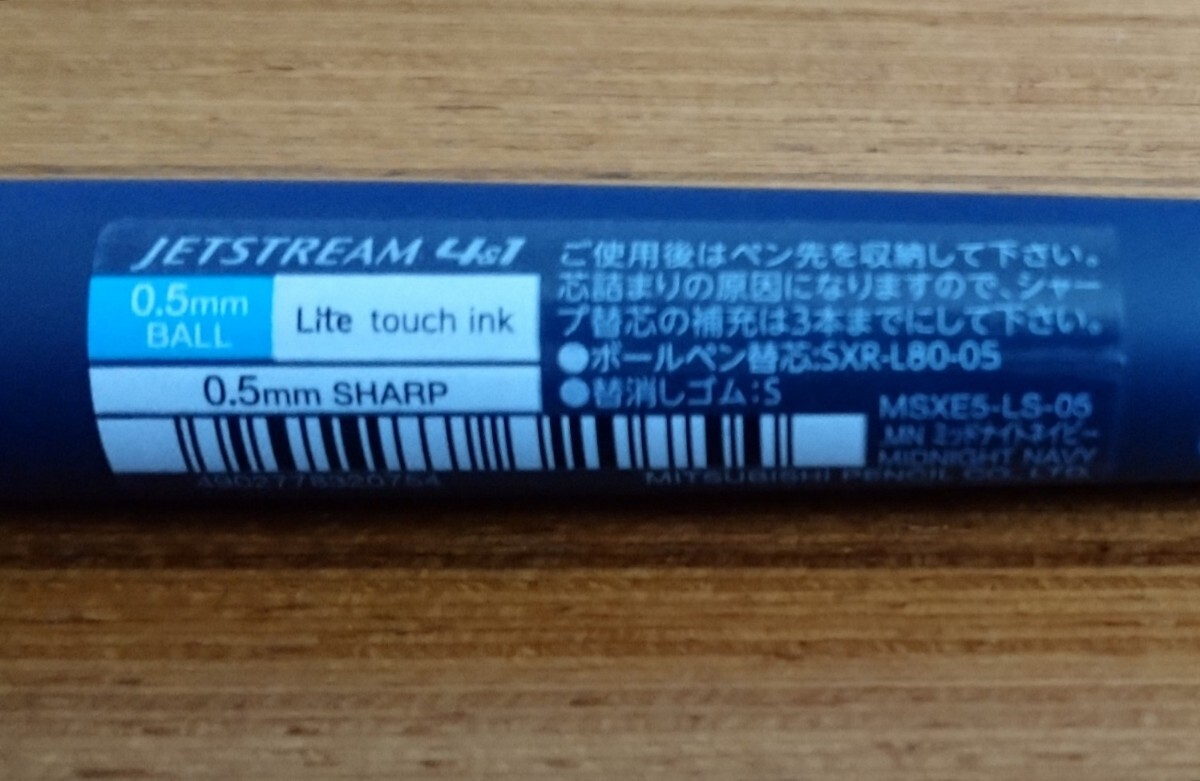 JETSTREAM 4&1
0.5mm
BALL
Lite touch ink
0.5mm SHARP
4902778320754
ご使用後はペン先を収納して下さい。
芯詰まりの原因になりますので、シャー
プ替芯の補充は3本までにして下さい。
●ボールペン替芯:SXR-L80-05
●替消しゴム:S
MSXE5-LS-05
MN ミッドナイトネイビー
MIDNIGHT NAVY
MITSUBISHI PENCIL CO., LTD.